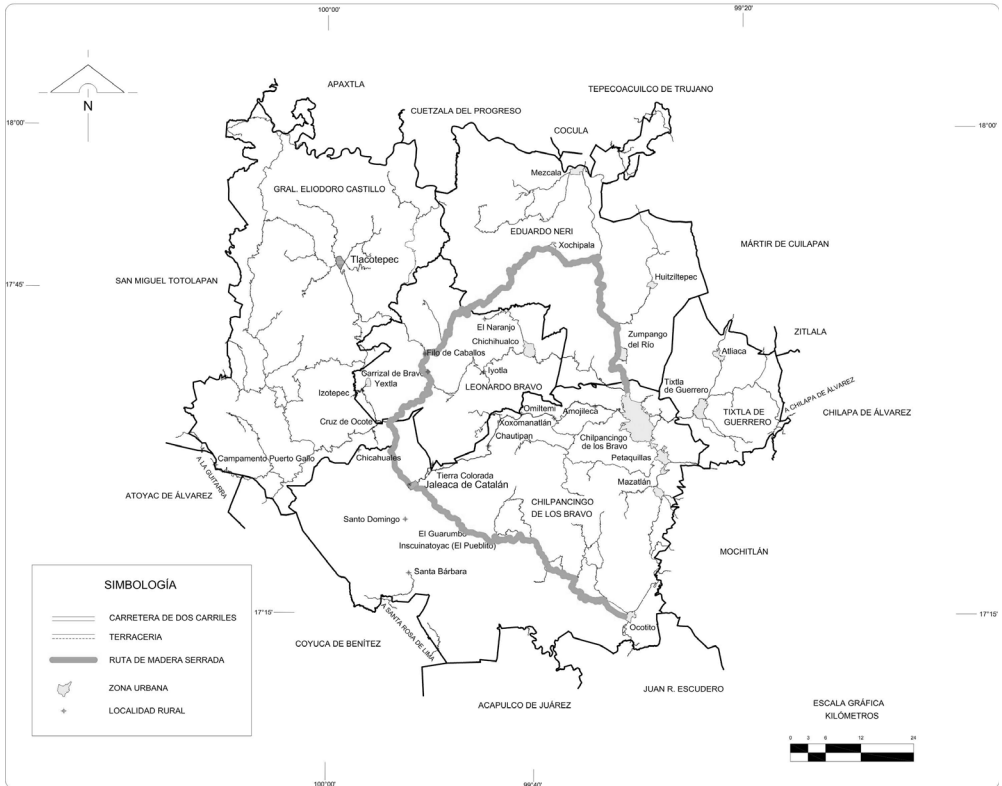 100°00'
99°20'
APAXTLA
TEPECOACUILCO DE TRUJANO
CUETZALA DEL PROGRESO
N
18°00'
18°00'
COCULA
Mezcala
GRAL. ELIODORO CASTILLO
EDUARDO NERI
Xochipala
MÁRTIR DE CUILAPAN
Tlacotepec
SAN MIGUEL TOTOLAPAN
Huitziltepec
17°45'
El Naranjo
Chichihualco
Zumpango
del Río
ZITLALA
Atliaca
Filo de Caballos
Carrizal de Bravo
Iyotla
Yextla
LEONARDO BRAVO
Izotepec
Tixtla
de Guerrero
A CHILAPA DE ÁLVAREZ
Omiltemi
Amojileca
TIXTLA DE
GUERRERO
CHILAPA DE ÁLVAREZ
Cruz de Ocote
Xoxomanatlán
Chautipan
Chilpancingo
de los Bravo
Campamento Puerto Gallo
Chicahuales
Petaquillas
A LA GUITARRA
Tierra Colorada
Jaleaca de Catalán
Mazatlán
ATOYAC DE ÁLVAREZ
CHILPANCINGO
DE LOS BRAVO
Santo Domingo
El Guarumbo
Inscuinatoyac (El Pueblito)
MOCHITLÁN
Santa Bárbara
SIMBOLOGÍA
CARRETERA DE DOS CARRILES
TERRACERIA
RUTA DE MADERA SERRADA
ZONA URBANA
LOCALIDAD RURAL
17°15'
17°15'
A SANTA ROSA DE LIMA
Ocotito
COYUCA DE BENÍTEZ
JUAN R. ESCUDERO
ACAPULCO DE JUÁREZ
ESCALA GRÁFICA
KILÓMETROS
0 3 6 12 24
100°00'
99°40'